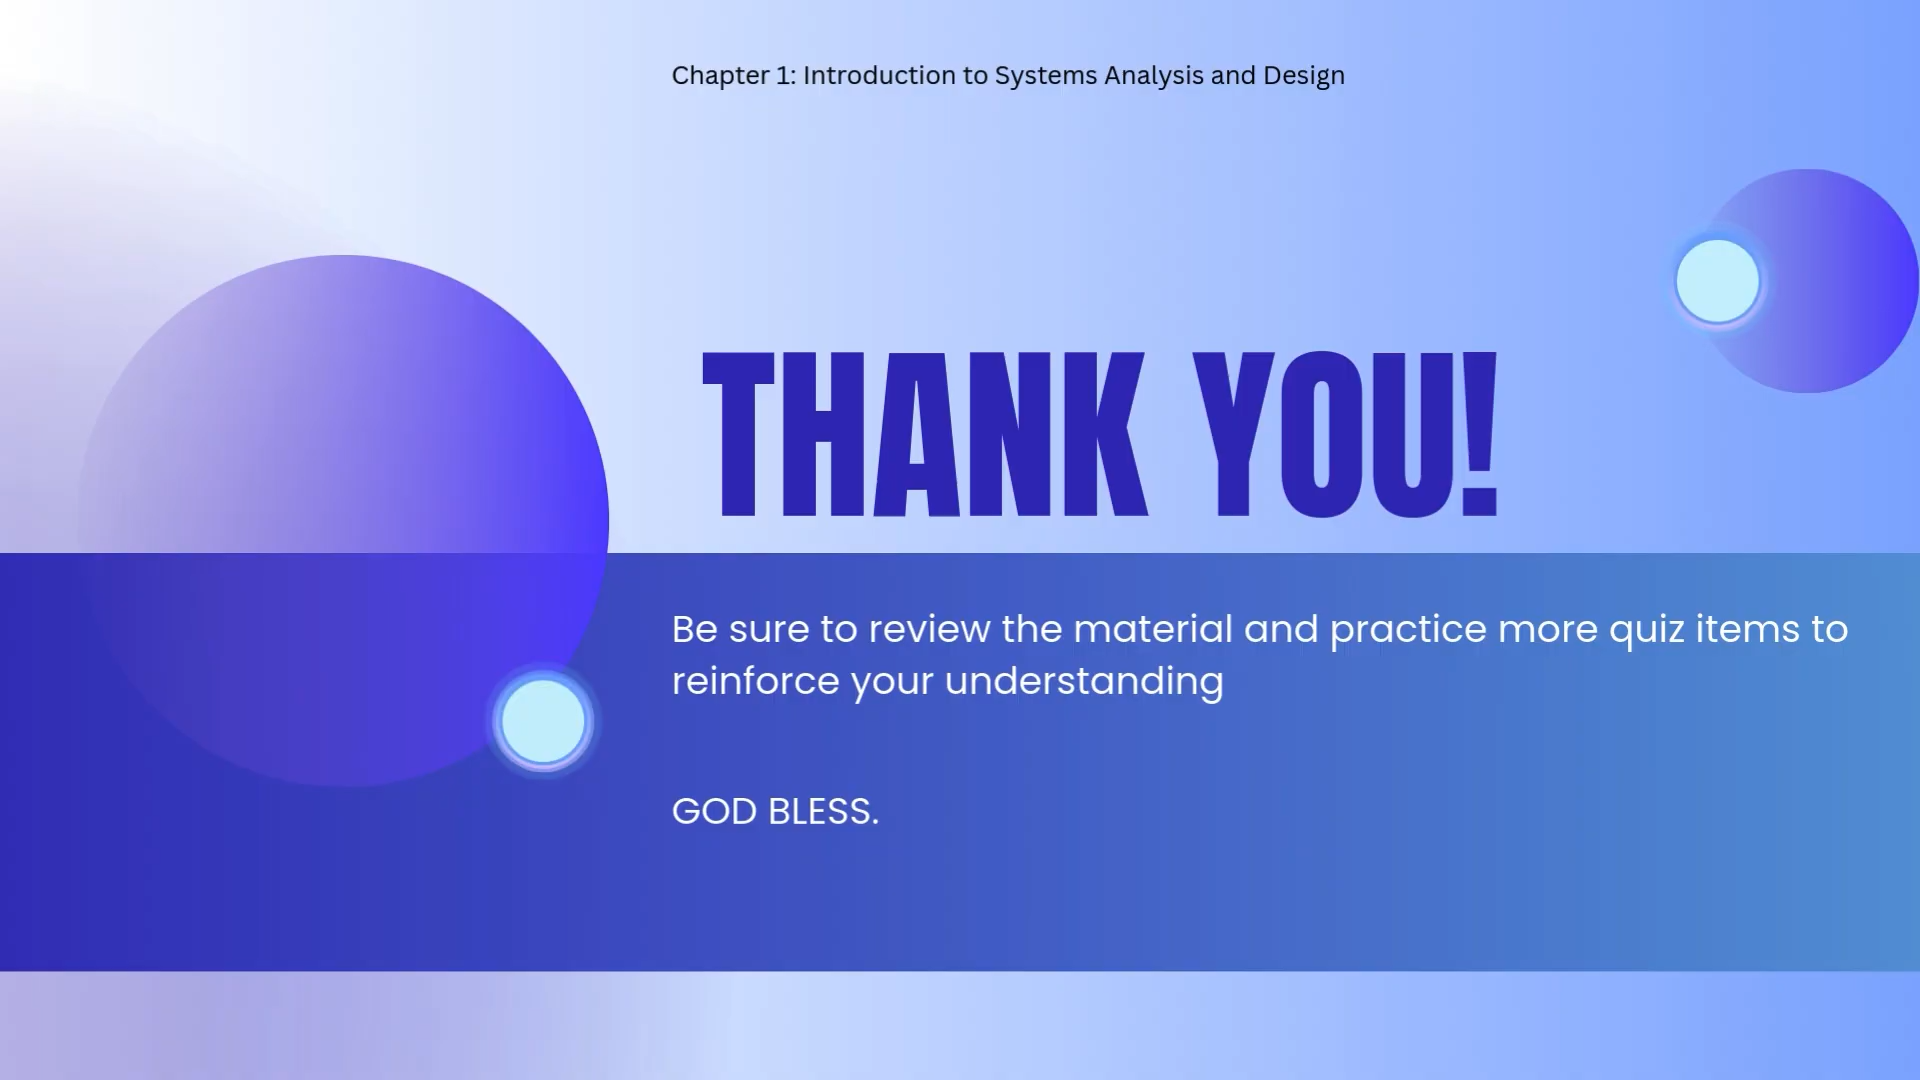 Chapter 1: Introduction to Systems Analysis and Design
THANK YOU!
Be sure to review the material and practice more quiz items to
reinforce your understanding
GOD BLESS.